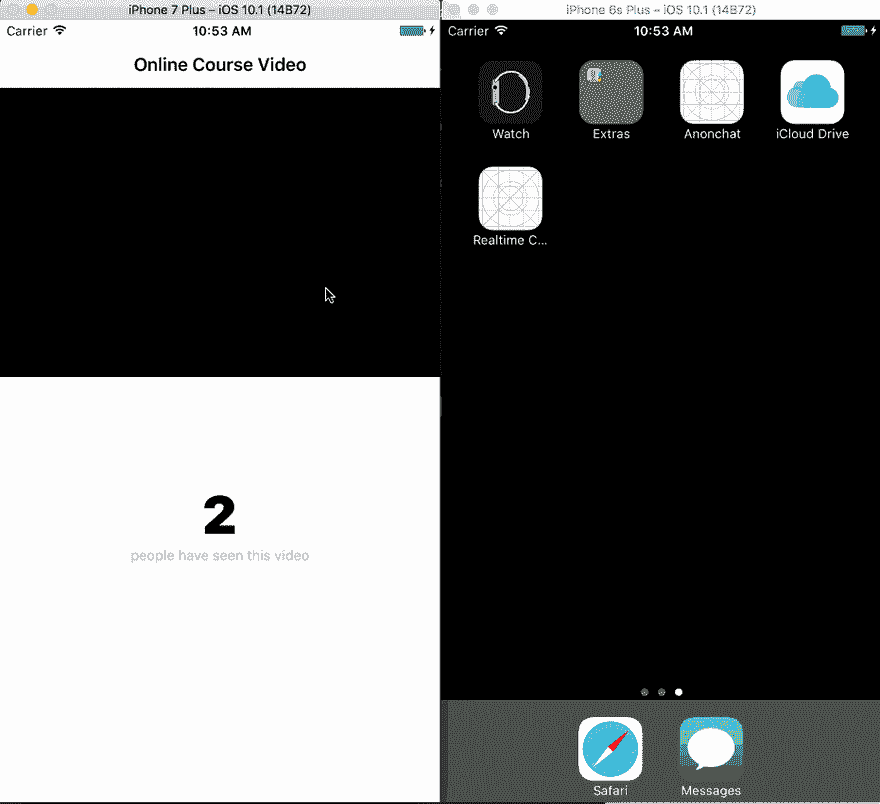 iPhone 7 Plus – iOS 10.1 (14B72)
Carrier
10:53 AM
Online Course Video
2
people have seen this video
iPhone 6s Plus – iOS 10.1 (14B72)
Carrier
10:53 AM
Watch
Extras
Anonchat
iCloud Drive
Realtime C...
Safari
Messages